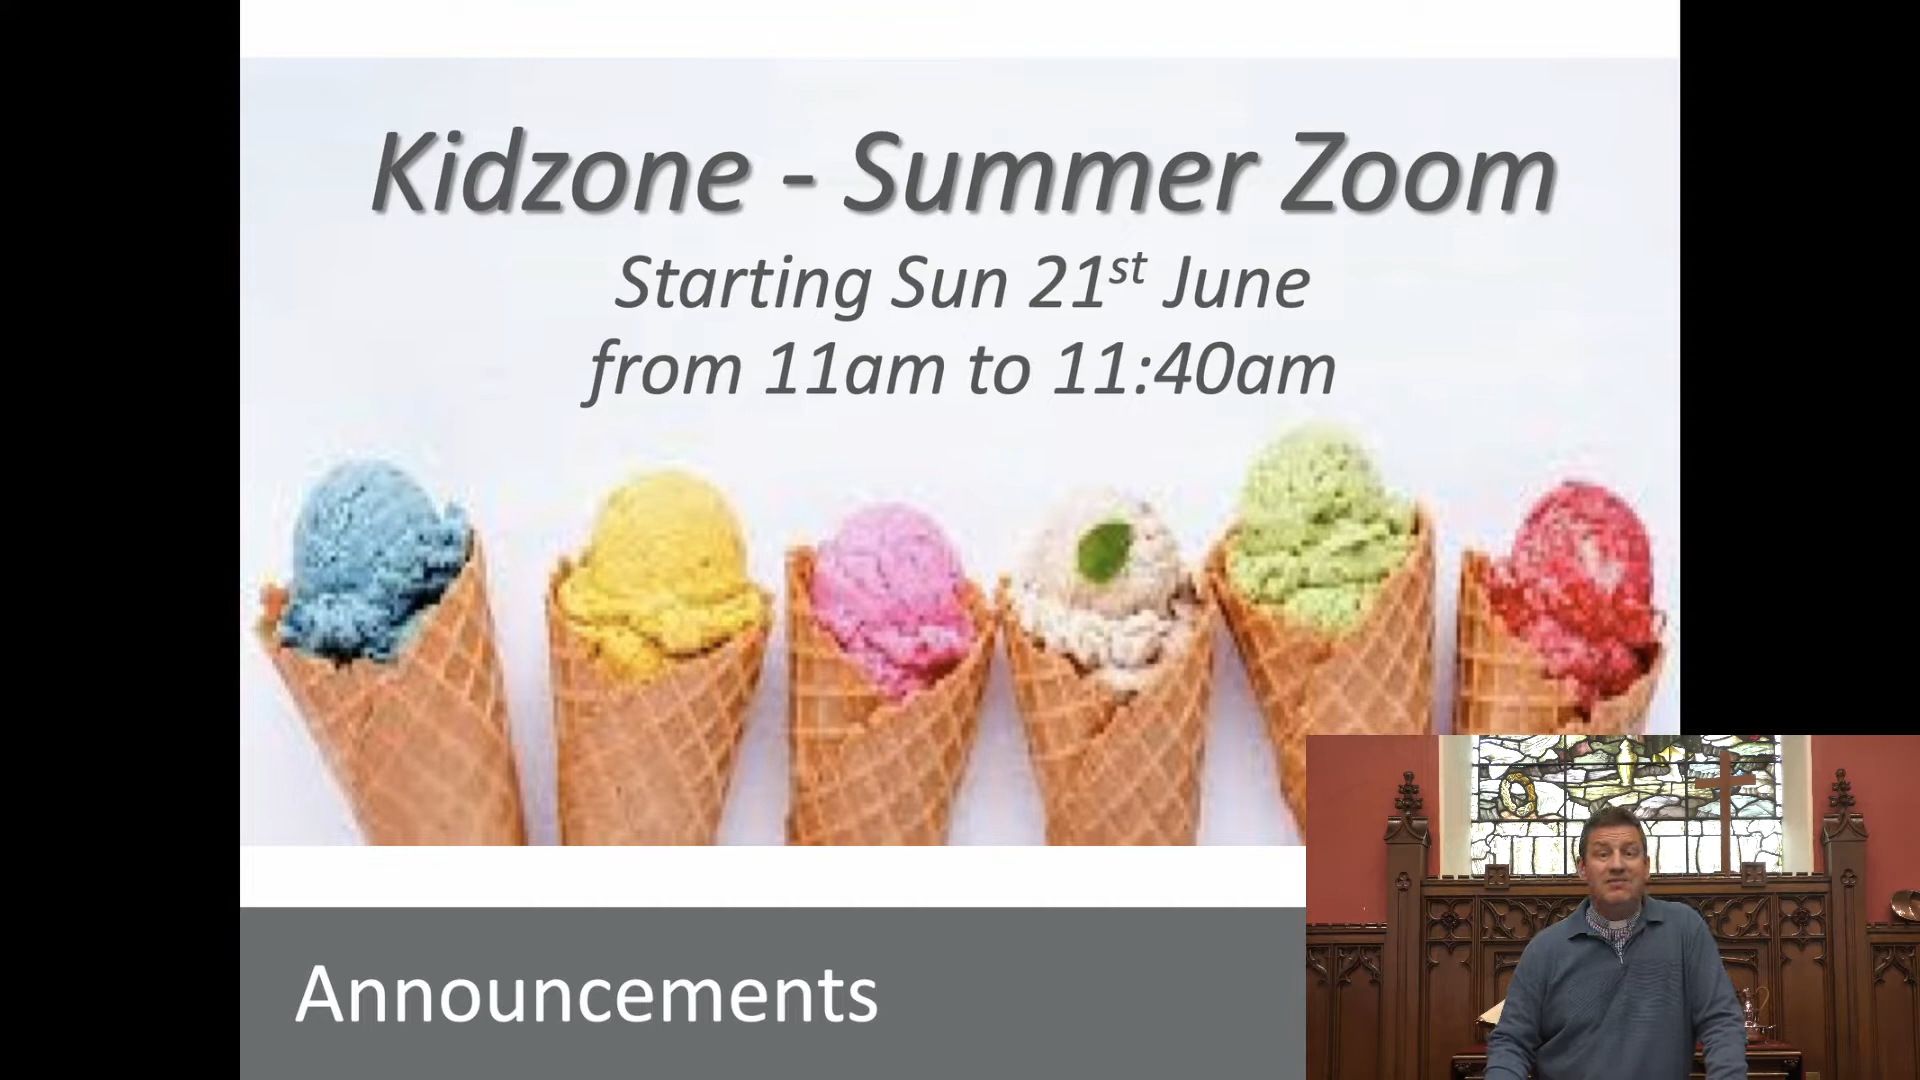 Kidzone - Summer Zoom
Starting Sun 21st June
from 11am to 11:40am
Announcements